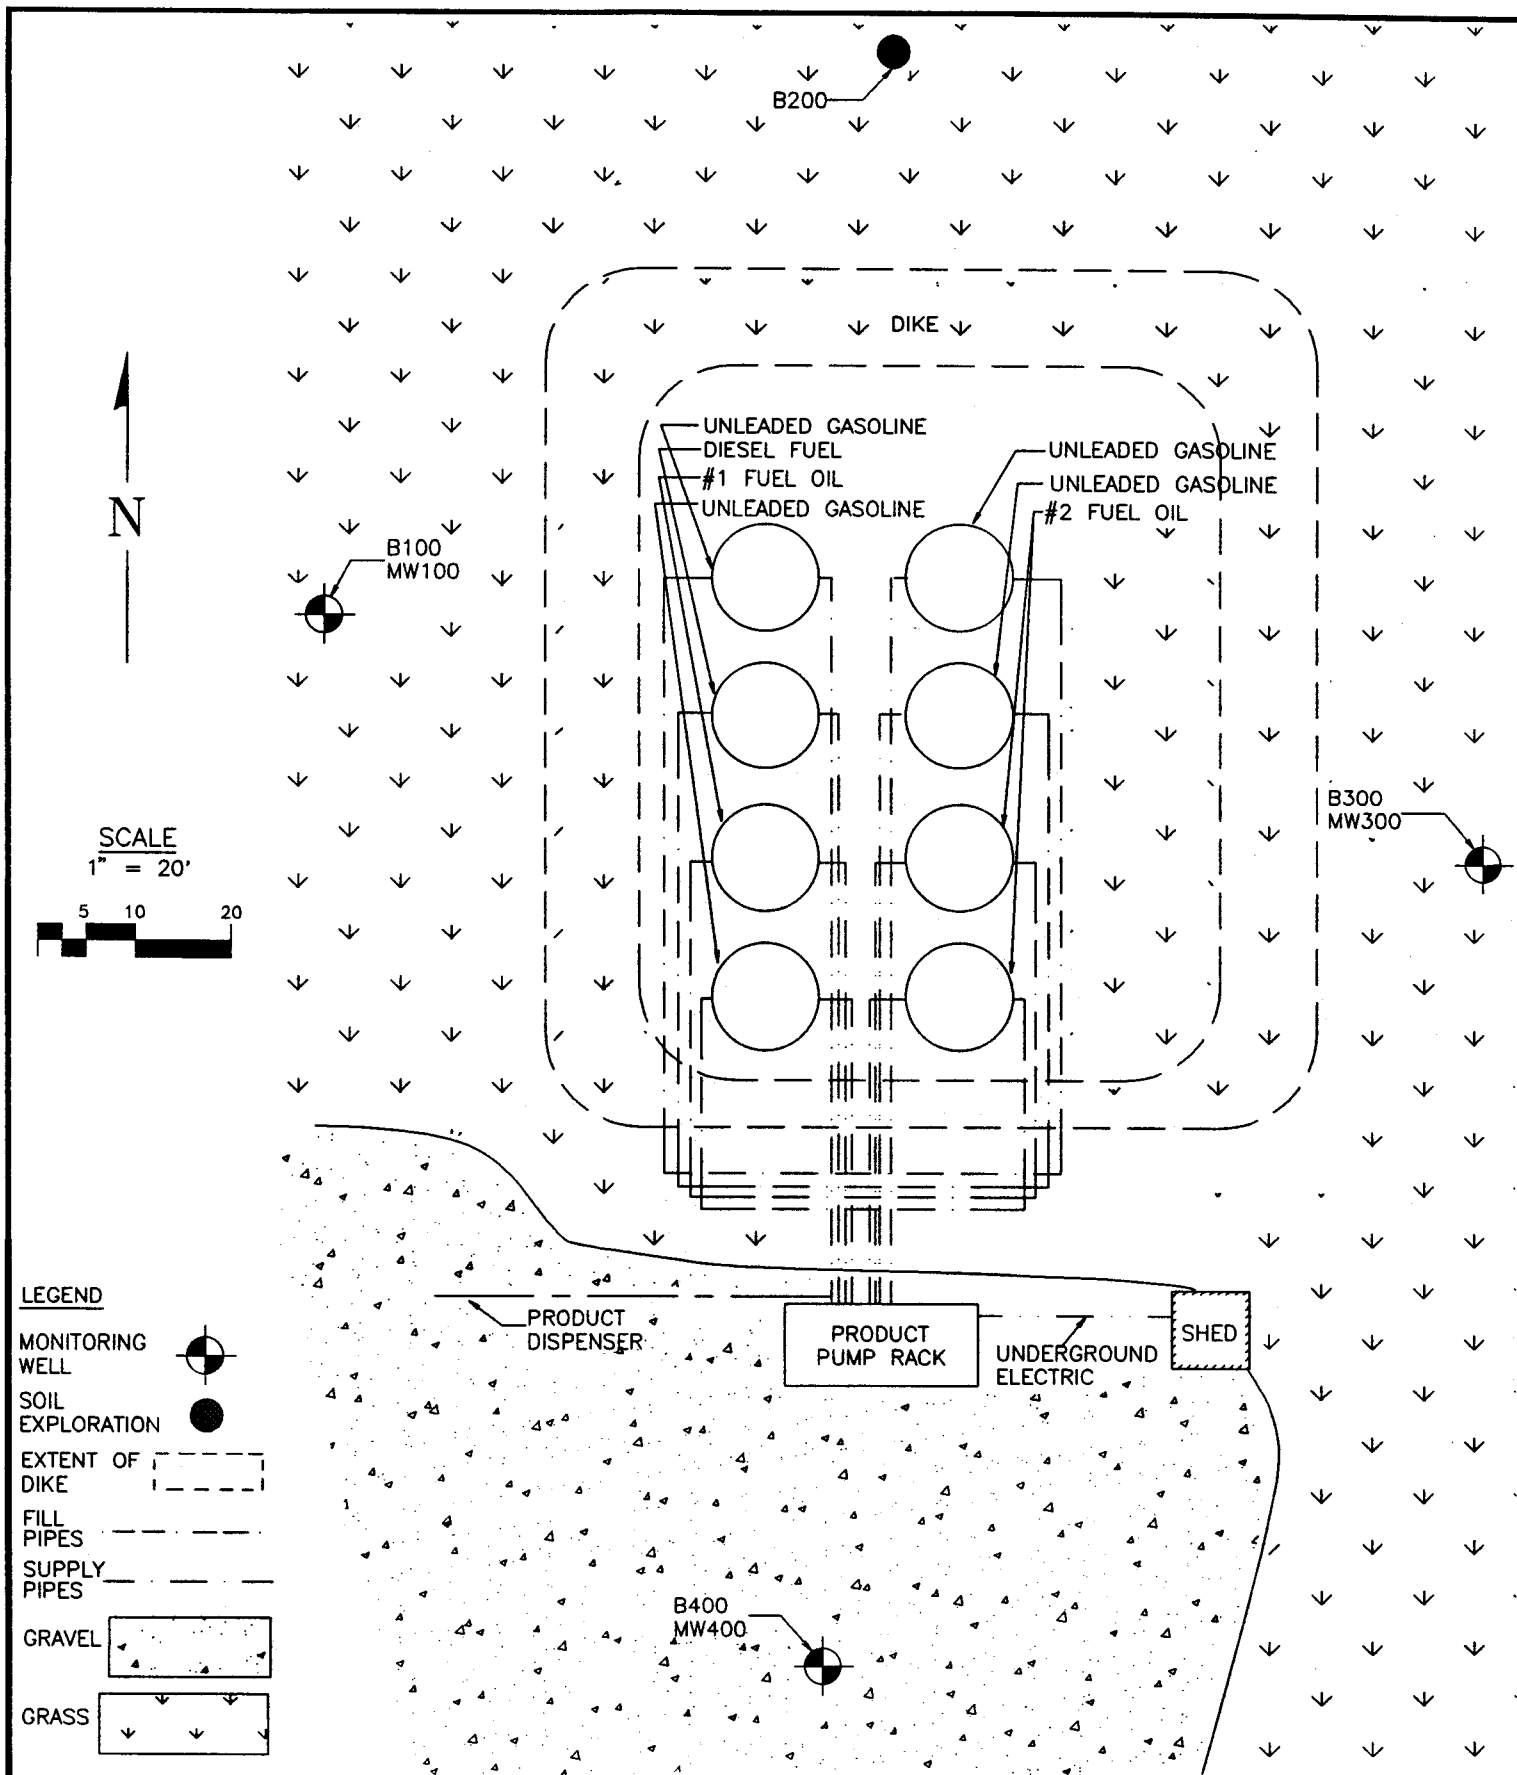 B200
DIKE
UNLEADED GASOLINE
DIESEL FUEL
#1 FUEL OIL
UNLEADED GASOLINE
UNLEADED GASOLINE
UNLEADED GASOLINE
#2 FUEL OIL
N
B100
MW100
SCALE
1" = 20'
5 10 20
B300
MW300
LEGEND
MONITORING
WELL
SOIL
EXPLORATION
EXTENT OF
DIKE
FILL
PIPES
SUPPLY
PIPES
GRAVEL
GRASS
PRODUCT
DISPENSER
PRODUCT
PUMP RACK
UNDERGROUND
ELECTRIC
SHED
B400
MW400